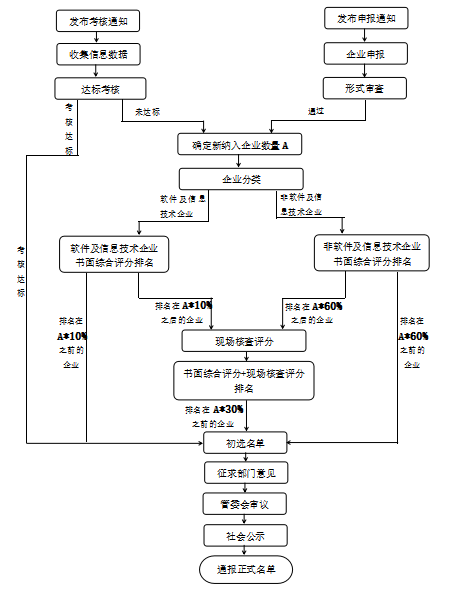 发布考核通知
发布申报通知
收集信息数据
企业申报
达标考核
形式审查
考核达标
未达标
通过
确定新纳入企业数量A
企业分类
软件及信息
技术企业
非软件及信
息技术企业
软件及信息技术企业
书面综合评分排名
非软件及信息技术企业
书面综合评分排名
考核达标
排名在
A*10%
之前的
企业
排名在 A*10%
之后的企业
排名在 A*60%
之后的企业
排名在
A*60%
之前的
企业
现场核查评分
书面综合评分+现场核查评分
排名
排名在 A*30%
之前的企业
初选名单
征求部门意见
管委会审议
社会公示
通报正式名单